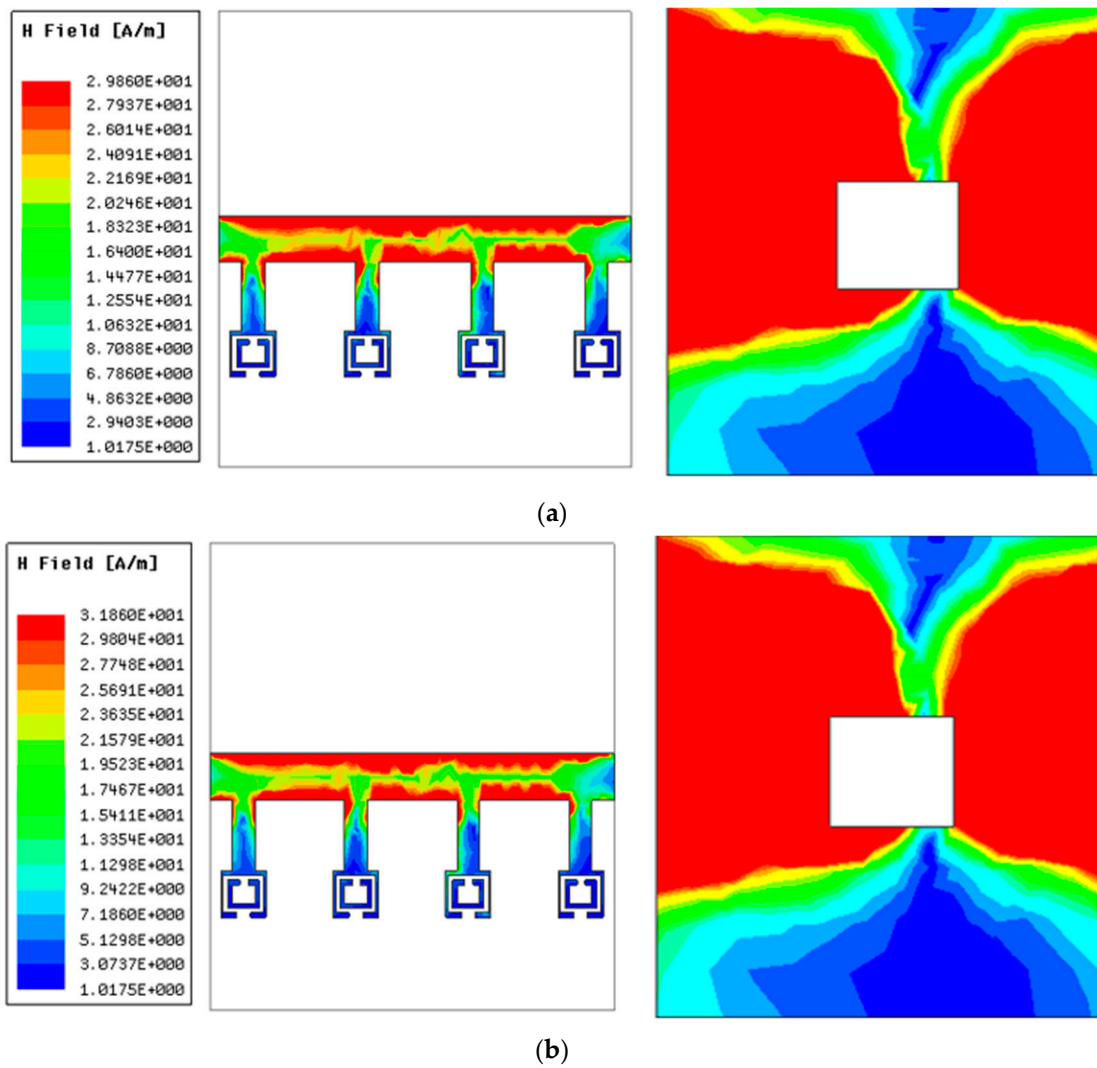 H Field [A/m]
2.9860E+001
2.7937E+001
2.6014E+001
2.4091E+001
2.2169E+001
2.0246E+001
1.8323E+001
1.6400E+001
1.4477E+001
1.2554E+001
1.0632E+001
8.7088E+000
6.7860E+000
4.8632E+000
2.9403E+000
1.0175E+000
(a)
H Field [A/m]
3.1860E+001
2.9804E+001
2.7748E+001
2.5691E+001
2.3635E+001
2.1579E+001
1.9523E+001
1.7467E+001
1.5411E+001
1.3354E+001
1.1298E+001
9.2422E+000
7.1860E+000
5.1298E+000
3.0737E+000
1.0175E+000
(b)